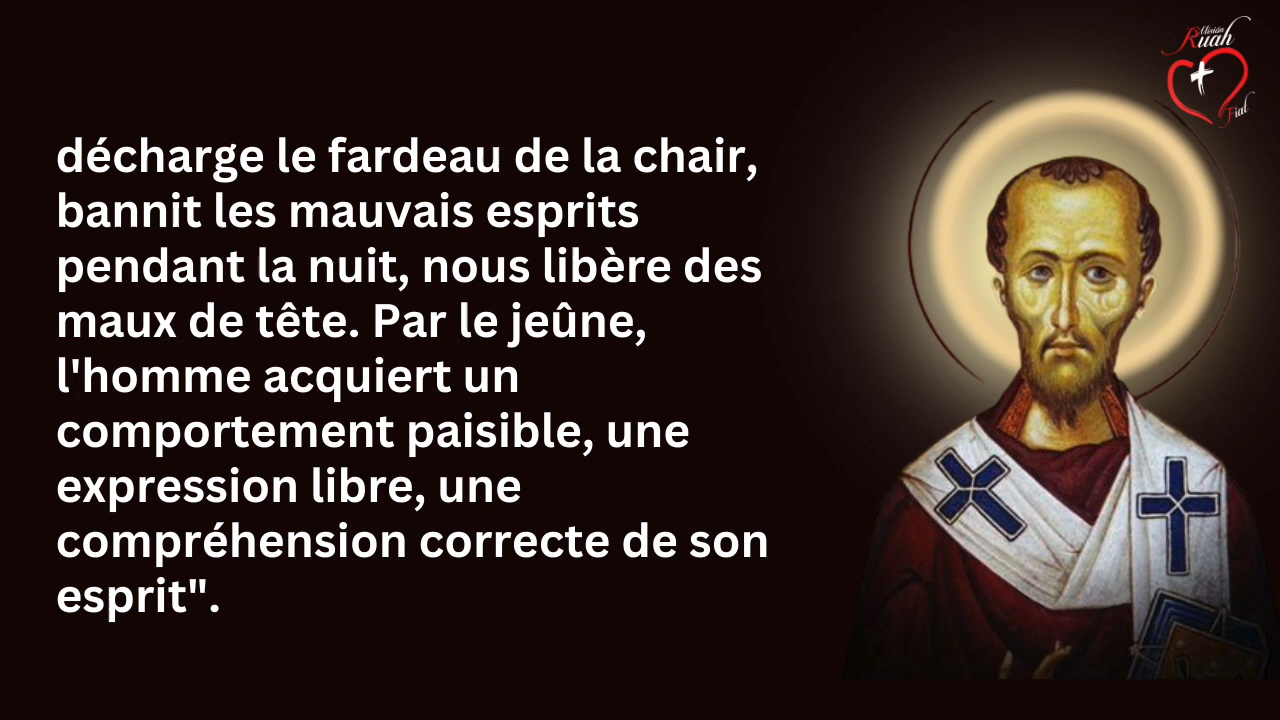 décharge le fardeau de la chair,
bannit les mauvais esprits
pendant la nuit, nous libère des
maux de tête. Par le jeûne,
l'homme acquiert un
comportement paisible, une
expression libre, une
compréhension correcte de son
esprit".
Ruah
Fial